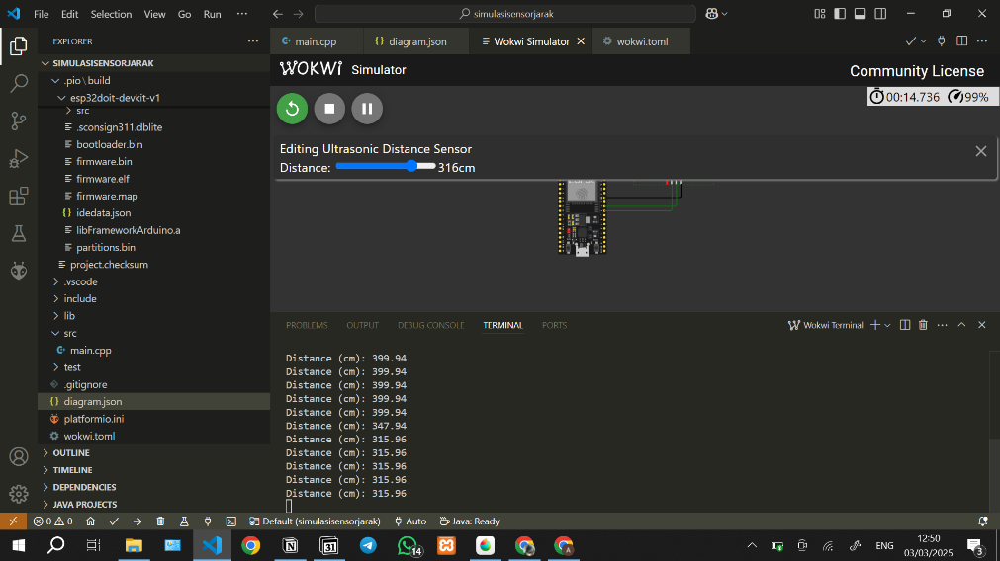 File Edit Selection View Go Run ··· simulasisensorjarak
EXPLORER ···
main.cpp diagram.json Wokwi Simulator wokwi.toml
SIMULASISENSORJARAK
.pio \ build
esp32doit-devkit-v1
src
.sconsign311.dblite
bootloader.bin
firmware.bin
firmware.elf
firmware.map
idedata.json
libFrameworkArduino.a
partitions.bin
project.checksum
.vscode
include
lib
src
main.cpp
test
.gitignore
diagram.json
platformio.ini
wokwi.toml
OUTLINE
TIMELINE
DEPENDENCIES
JAVA PROJECTS
WOKWI Simulator
Community License
00:14.736 99%
Editing Ultrasonic Distance Sensor
Distance: 316cm
PROBLEMS OUTPUT DEBUG CONSOLE TERMINAL PORTS Wokwi Terminal
Distance (cm): 399.94
Distance (cm): 399.94
Distance (cm): 399.94
Distance (cm): 399.94
Distance (cm): 399.94
Distance (cm): 347.94
Distance (cm): 315.96
Distance (cm): 315.96
Distance (cm): 315.96
Distance (cm): 315.96
Distance (cm): 315.96
0 0 Default (simulasisensorjarak) Auto Java: Ready
31 14 A ENG 12:50
03/03/2025 3